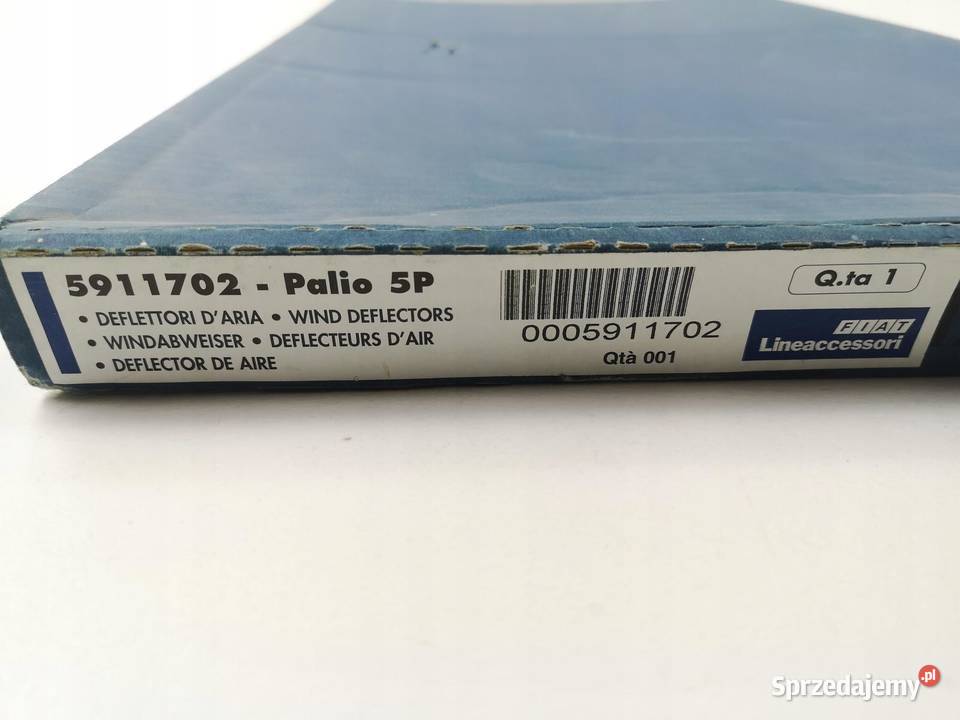 5911702 - Palio 5P
• DEFLETTORI D'ARIA • WIND DEFLECTORS
• WINDABWEISER • DEFLECTEURS D'AIR
• DEFLECTOR DE AIRE
0005911702
Qtà 001
Q.ta 1
FIAT
Lineaccessori
Sprzedajemy.pl